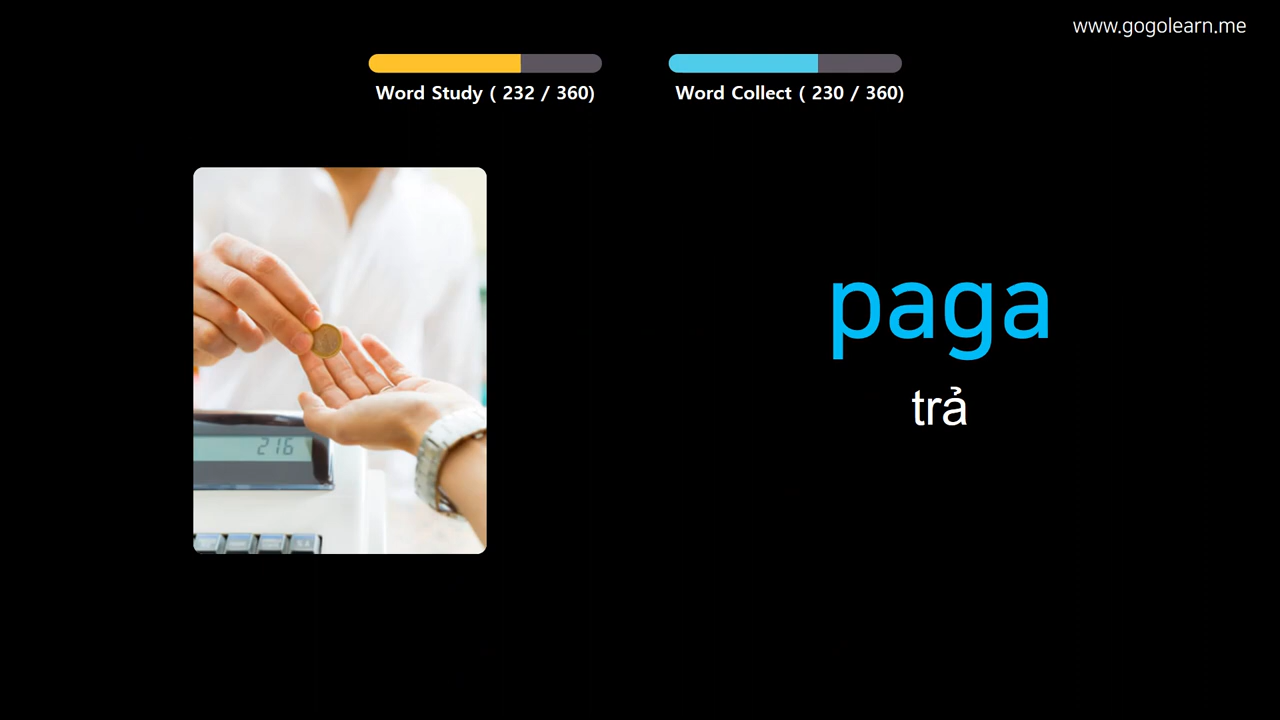 www.gogolearn.me
Word Study ( 232 / 360)
Word Collect ( 230 / 360)
paga
trả
216